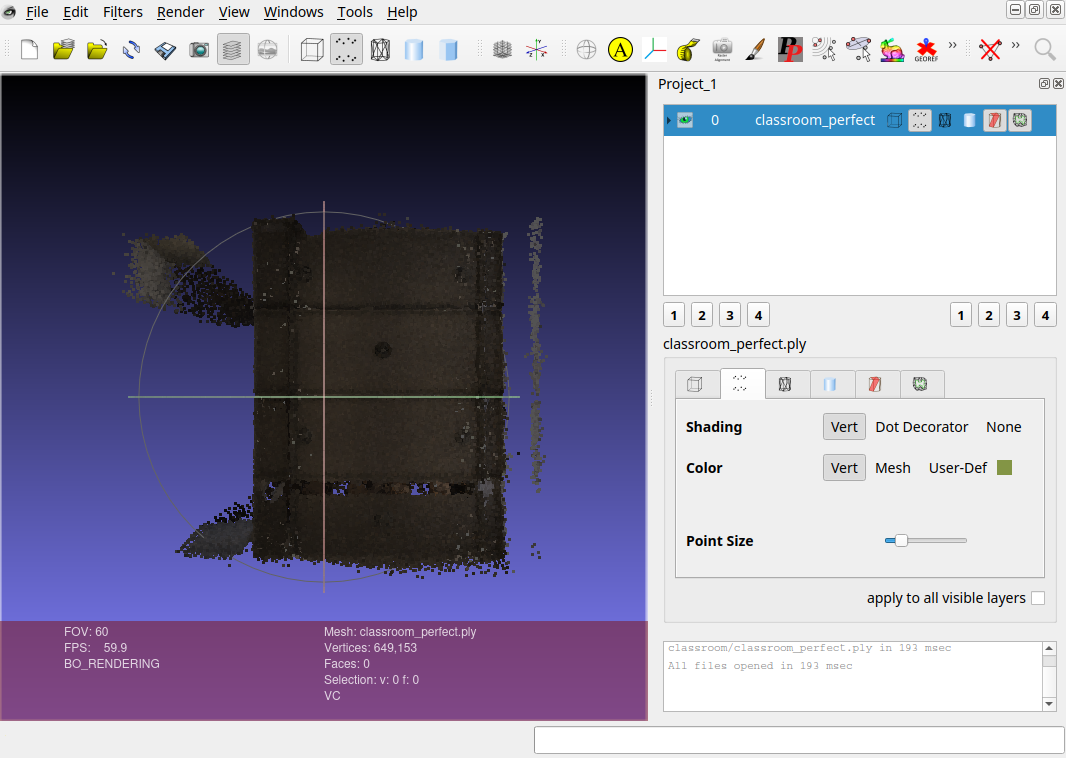 File Edit Filters Render View Windows Tools Help
A
PP
GEOREF
»
»
Project_1
0 classroom_perfect
1 2 3 4 1 2 3 4
classroom_perfect.ply
Shading Vert Dot Decorator None
Color Vert Mesh User-Def
Point Size
apply to all visible layers
FOV: 60
FPS: 59.9
BO_RENDERING
Mesh: classroom_perfect.ply
Vertices: 649,153
Faces: 0
Selection: v: 0 f: 0
VC
classroom/classroom_perfect.ply in 193 msec
All files opened in 193 msec